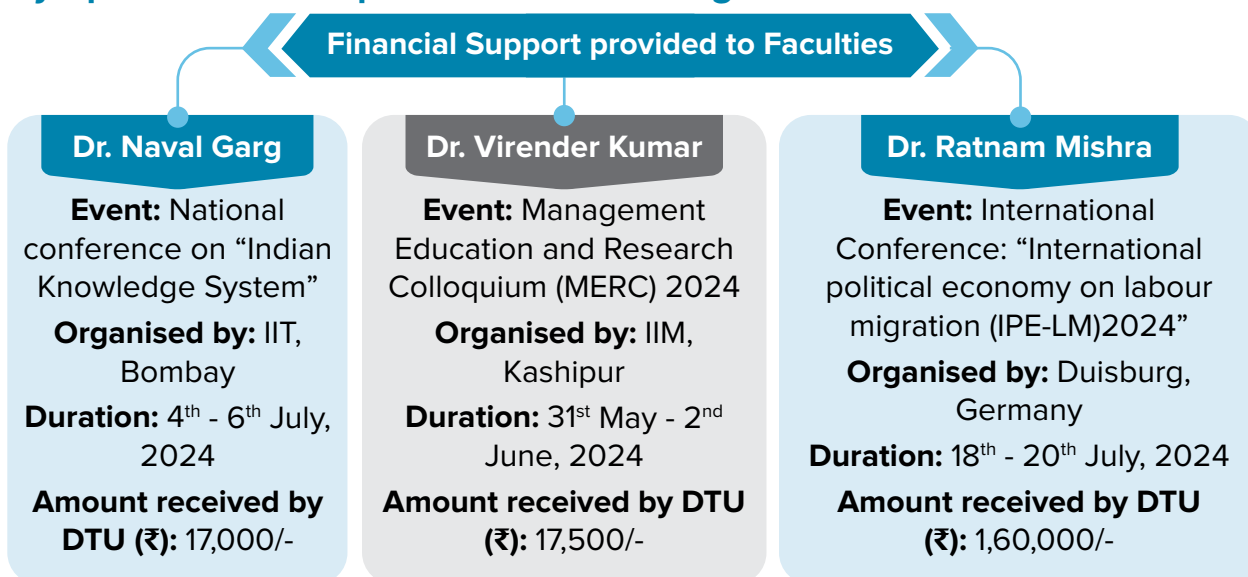 Financial Support provided to Faculties
Dr. Naval Garg
Event: National
conference on “Indian
Knowledge System”
Organised by: IIT,
Bombay
Duration: 4th - 6th July,
2024
Amount received by
DTU (₹): 17,000/-
Dr. Virender Kumar
Event: Management
Education and Research
Colloquium (MERC) 2024
Organised by: IIM,
Kashipur
Duration: 31st May - 2nd
June, 2024
Amount received by DTU
(₹): 17,500/-
Dr. Ratnam Mishra
Event: International
Conference: “International
political economy on labour
migration (IPE-LM)2024”
Organised by: Duisburg,
Germany
Duration: 18th - 20th July, 2024
Amount received by DTU
(₹): 1,60,000/-